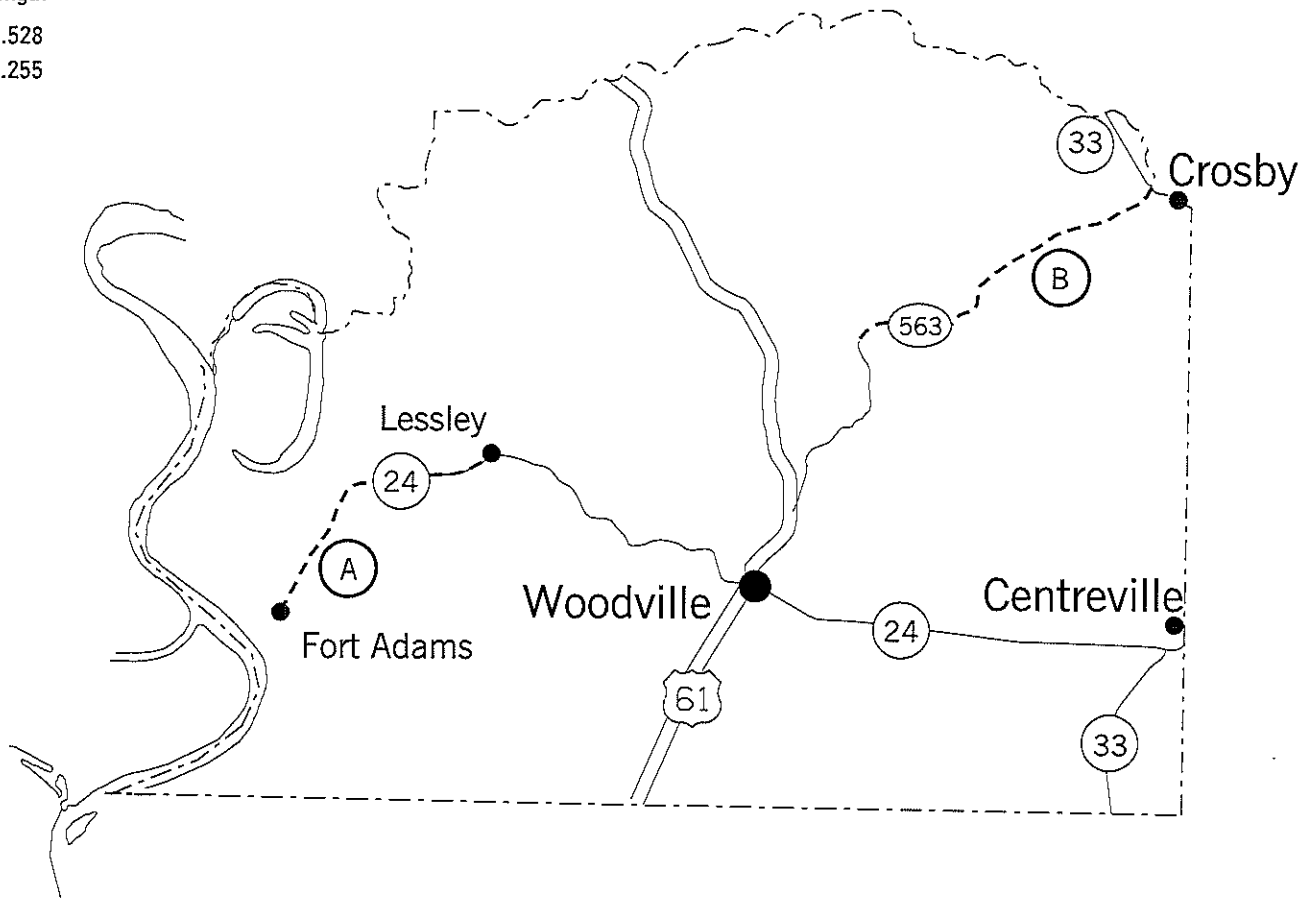 .528
.255
33
Crosby
B
563
Lessley
24
A
Fort Adams
Woodville
Centreville
24
61
33